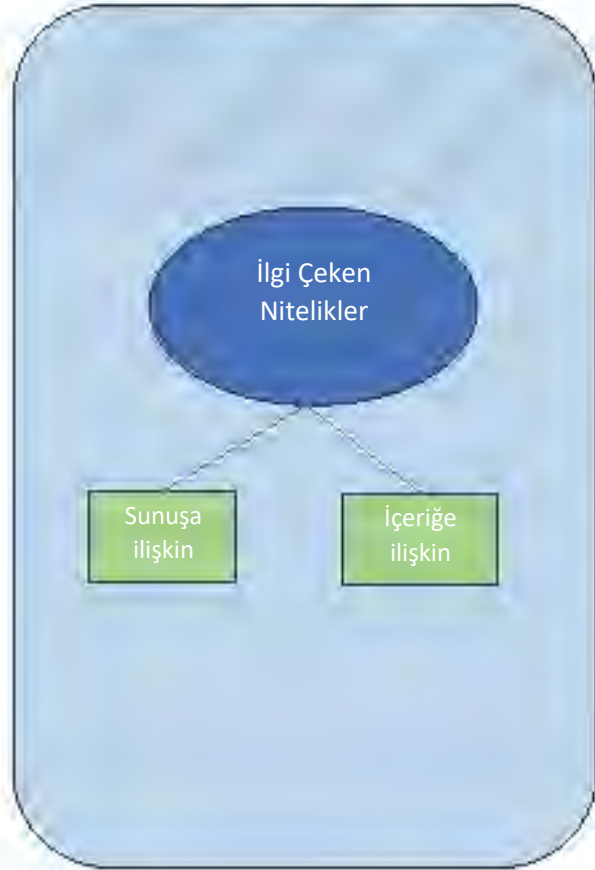 İlgi Çeken
Nitelikler
Sunuşa
ilişkin
İçeriğe
ilişkin